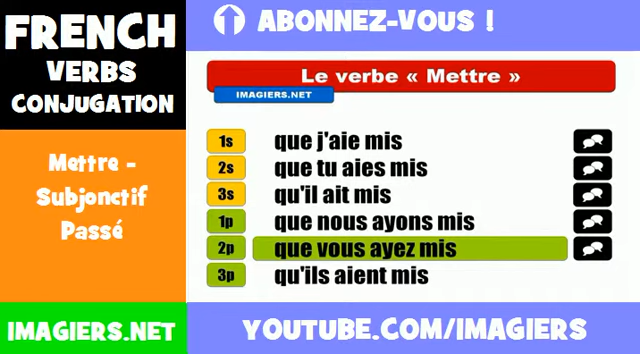 FRENCH
VERBS
CONJUGATION
Mettre -
Subjonctif
Passé
IMAGIERS.NET
ABONNEZ-VOUS !
Le verbe « Mettre »
IMAGIERS.NET
1s que j'aie mis
2s que tu aies mis
3s qu'il ait mis
1p que nous ayons mis
2p que vous ayez mis
3p qu'ils aient mis
YOUTUBE.COM/IMAGIERS